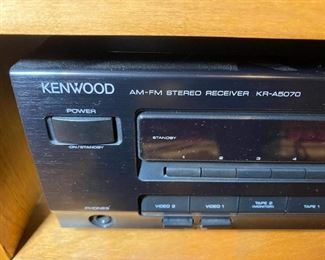 KENWOOD AM-FM STEREO RECEIVER KR-A5070
POWER
ON/STANDBY
STANDBY
1 2 3 4
PHONES
VIDEO 2 VIDEO 1 TAPE 2 (MONITOR) TAPE 1